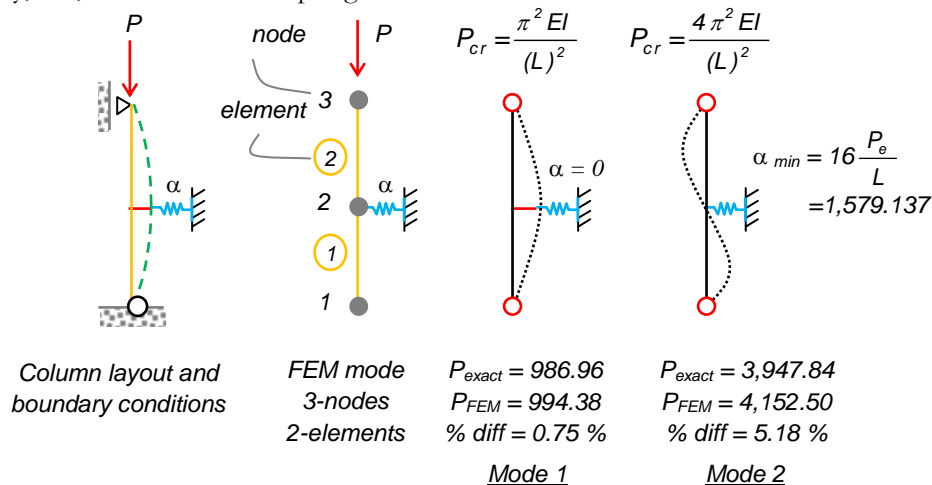 P
node
element
3
2
2
1
1
α
P
α
Column layout and
boundary conditions
FEM mode
3-nodes
2-elements
P_cr = π² EI / (L)²
α = 0
P_exact = 986.96
P_FEM = 994.38
% diff = 0.75 %
Mode 1
P_cr = 4 π² EI / (L)²
α min = 16 P_e / L
=1,579.137
P_exact = 3,947.84
P_FEM = 4,152.50
% diff = 5.18 %
Mode 2